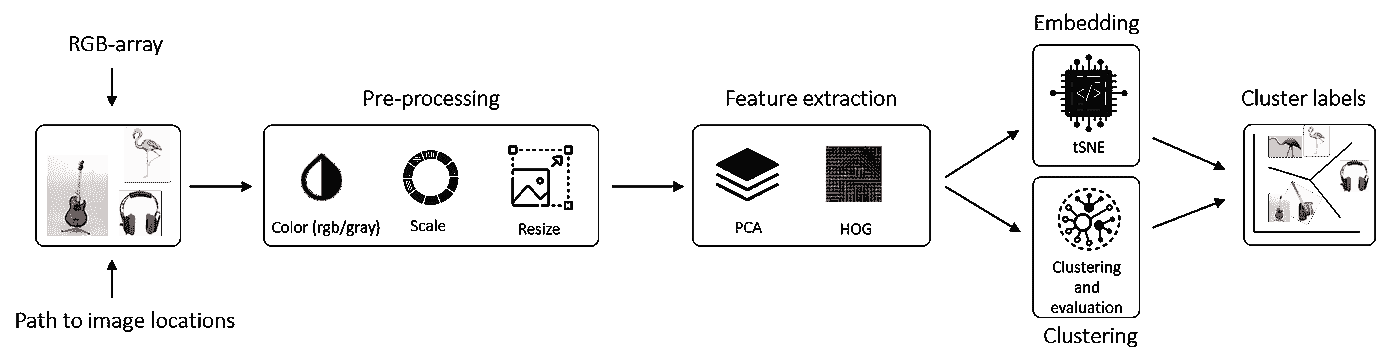 RGB-array
Path to image locations
Pre-processing
Color (rgb/gray)
Scale
Resize
Feature extraction
PCA
HOG
Embedding
</>
tSNE
Clustering
and
evaluation
Clustering
Cluster labels